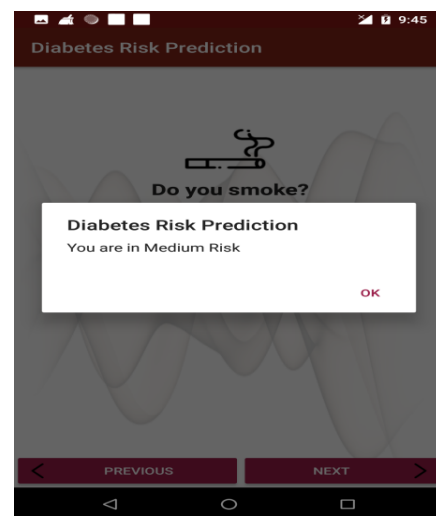 9:45
Diabetes Risk Prediction
Do you smoke?
Diabetes Risk Prediction
You are in Medium Risk
OK
PREVIOUS
NEXT